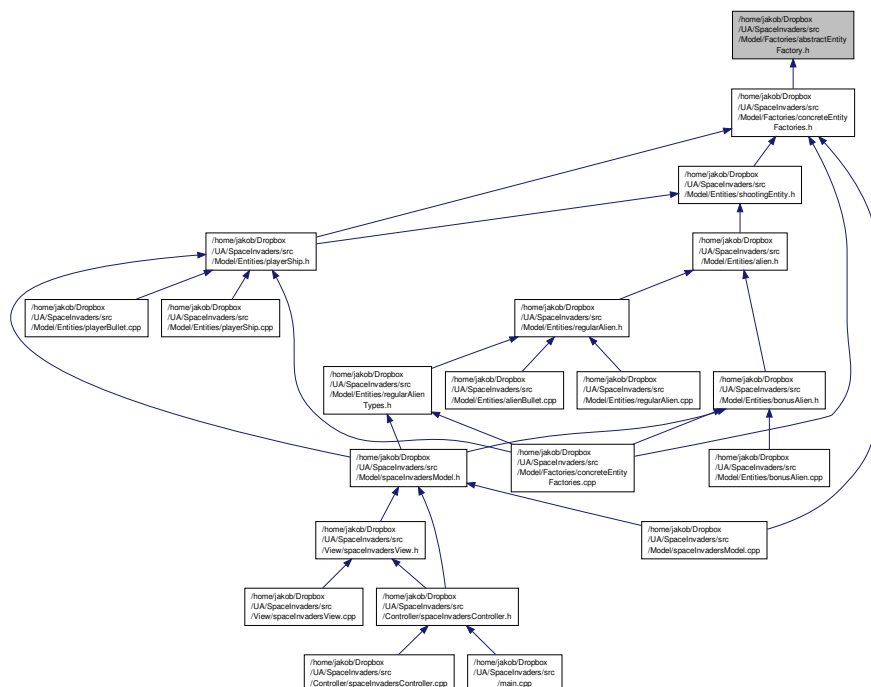 /home/jakob/Dropbox
/UA/SpaceInvaders/src
/Model/Factories/abstractEntity
Factory.h
/home/jakob/Dropbox
/UA/SpaceInvaders/src
/Model/Factories/concreteEntity
Factories.h
/home/jakob/Dropbox
/UA/SpaceInvaders/src
/Model/Entities/shootingEntity.h
/home/jakob/Dropbox
/UA/SpaceInvaders/src
/Model/Entities/playerShip.h
/home/jakob/Dropbox
/UA/SpaceInvaders/src
/Model/Entities/alien.h
/home/jakob/Dropbox
/UA/SpaceInvaders/src
/Model/Entities/playerBullet.cpp
/home/jakob/Dropbox
/UA/SpaceInvaders/src
/Model/Entities/playerShip.cpp
/home/jakob/Dropbox
/UA/SpaceInvaders/src
/Model/Entities/regularAlien.h
/home/jakob/Dropbox
/UA/SpaceInvaders/src
/Model/Entities/regularAlien
Types.h
/home/jakob/Dropbox
/UA/SpaceInvaders/src
/Model/Entities/alienBullet.cpp
/home/jakob/Dropbox
/UA/SpaceInvaders/src
/Model/Entities/regularAlien.cpp
/home/jakob/Dropbox
/UA/SpaceInvaders/src
/Model/Entities/bonusAlien.h
/home/jakob/Dropbox
/UA/SpaceInvaders/src
/Model/spaceInvadersModel.h
/home/jakob/Dropbox
/UA/SpaceInvaders/src
/Model/Factories/concreteEntity
Factories.cpp
/home/jakob/Dropbox
/UA/SpaceInvaders/src
/Model/Entities/bonusAlien.cpp
/home/jakob/Dropbox
/UA/SpaceInvaders/src
/View/spaceInvadersView.h
/home/jakob/Dropbox
/UA/SpaceInvaders/src
/Model/spaceInvadersModel.cpp
/home/jakob/Dropbox
/UA/SpaceInvaders/src
/View/spaceInvadersView.cpp
/home/jakob/Dropbox
/UA/SpaceInvaders/src
/Controller/spaceInvadersController.h
/home/jakob/Dropbox
/UA/SpaceInvaders/src
/Controller/spaceInvadersController.cpp
/home/jakob/Dropbox
/UA/SpaceInvaders/src
/main.cpp